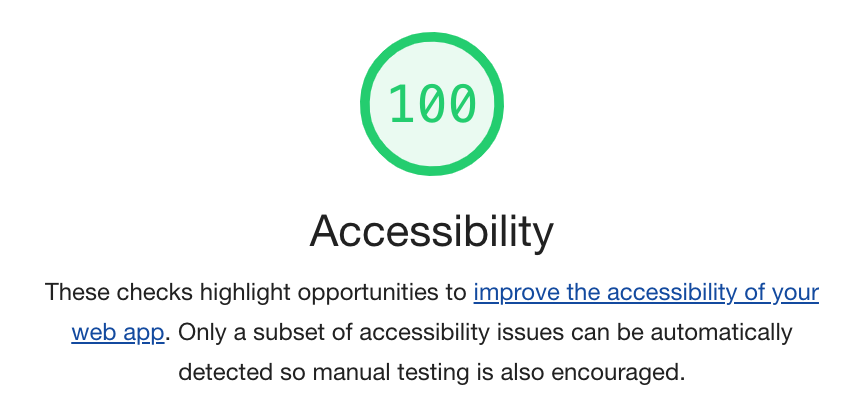 100
Accessibility
These checks highlight opportunities to improve the accessibility of your
web app. Only a subset of accessibility issues can be automatically
detected so manual testing is also encouraged.